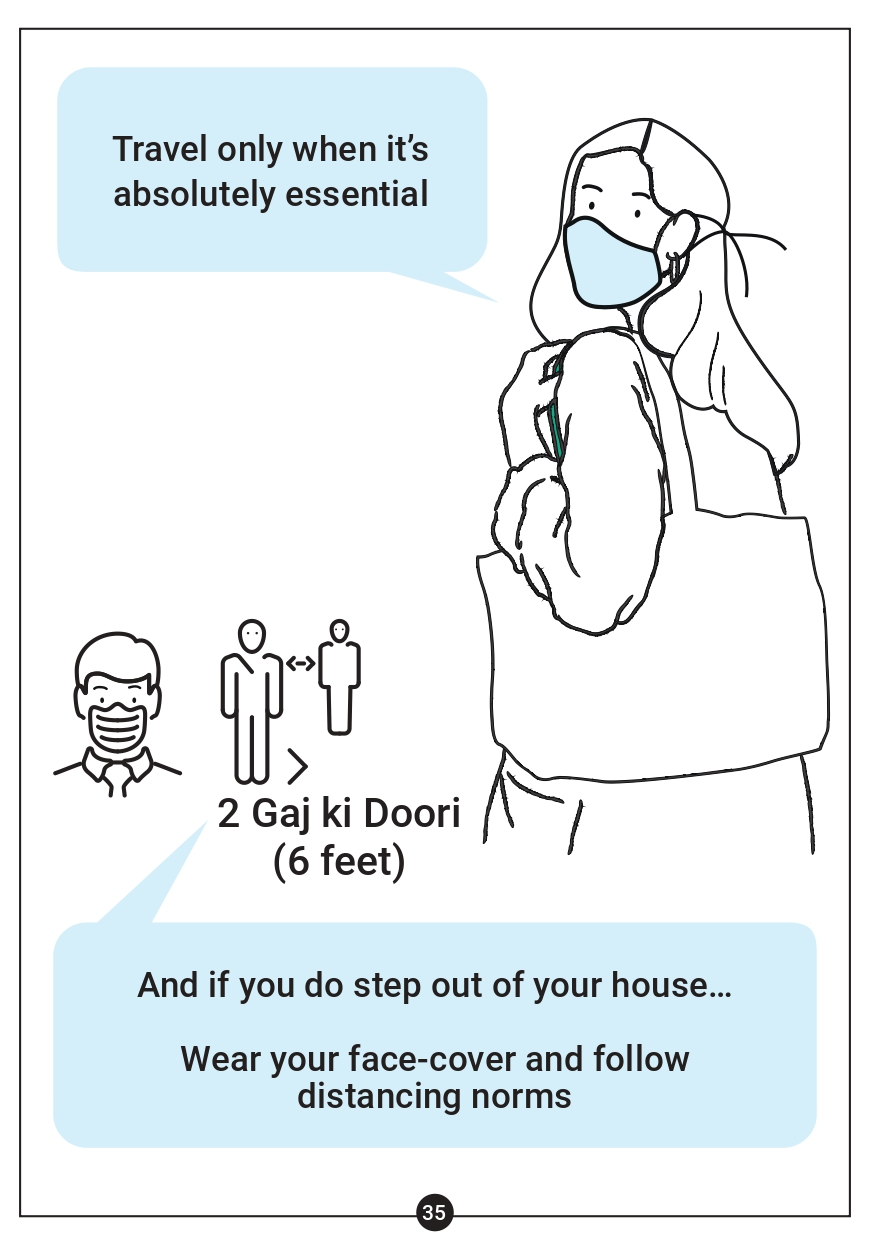 Travel only when it’s
absolutely essential
2 Gaj ki Doori
(6 feet)
And if you do step out of your house...
Wear your face-cover and follow
distancing norms
35